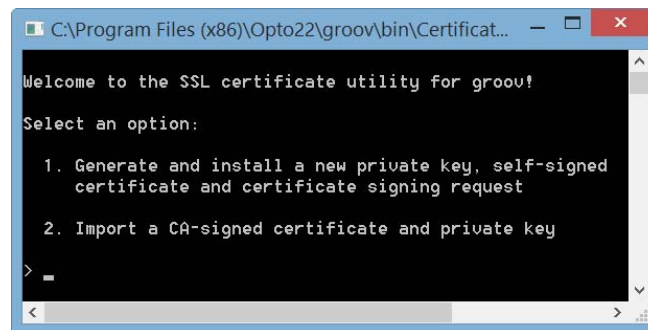 C:\Program Files (x86)\Opto22\groov\bin\Certificat...
Welcome to the SSL certificate utility for groov!
Select an option:
1. Generate and install a new private key, self-signed
certificate and certificate signing request
2. Import a CA-signed certificate and private key
> _